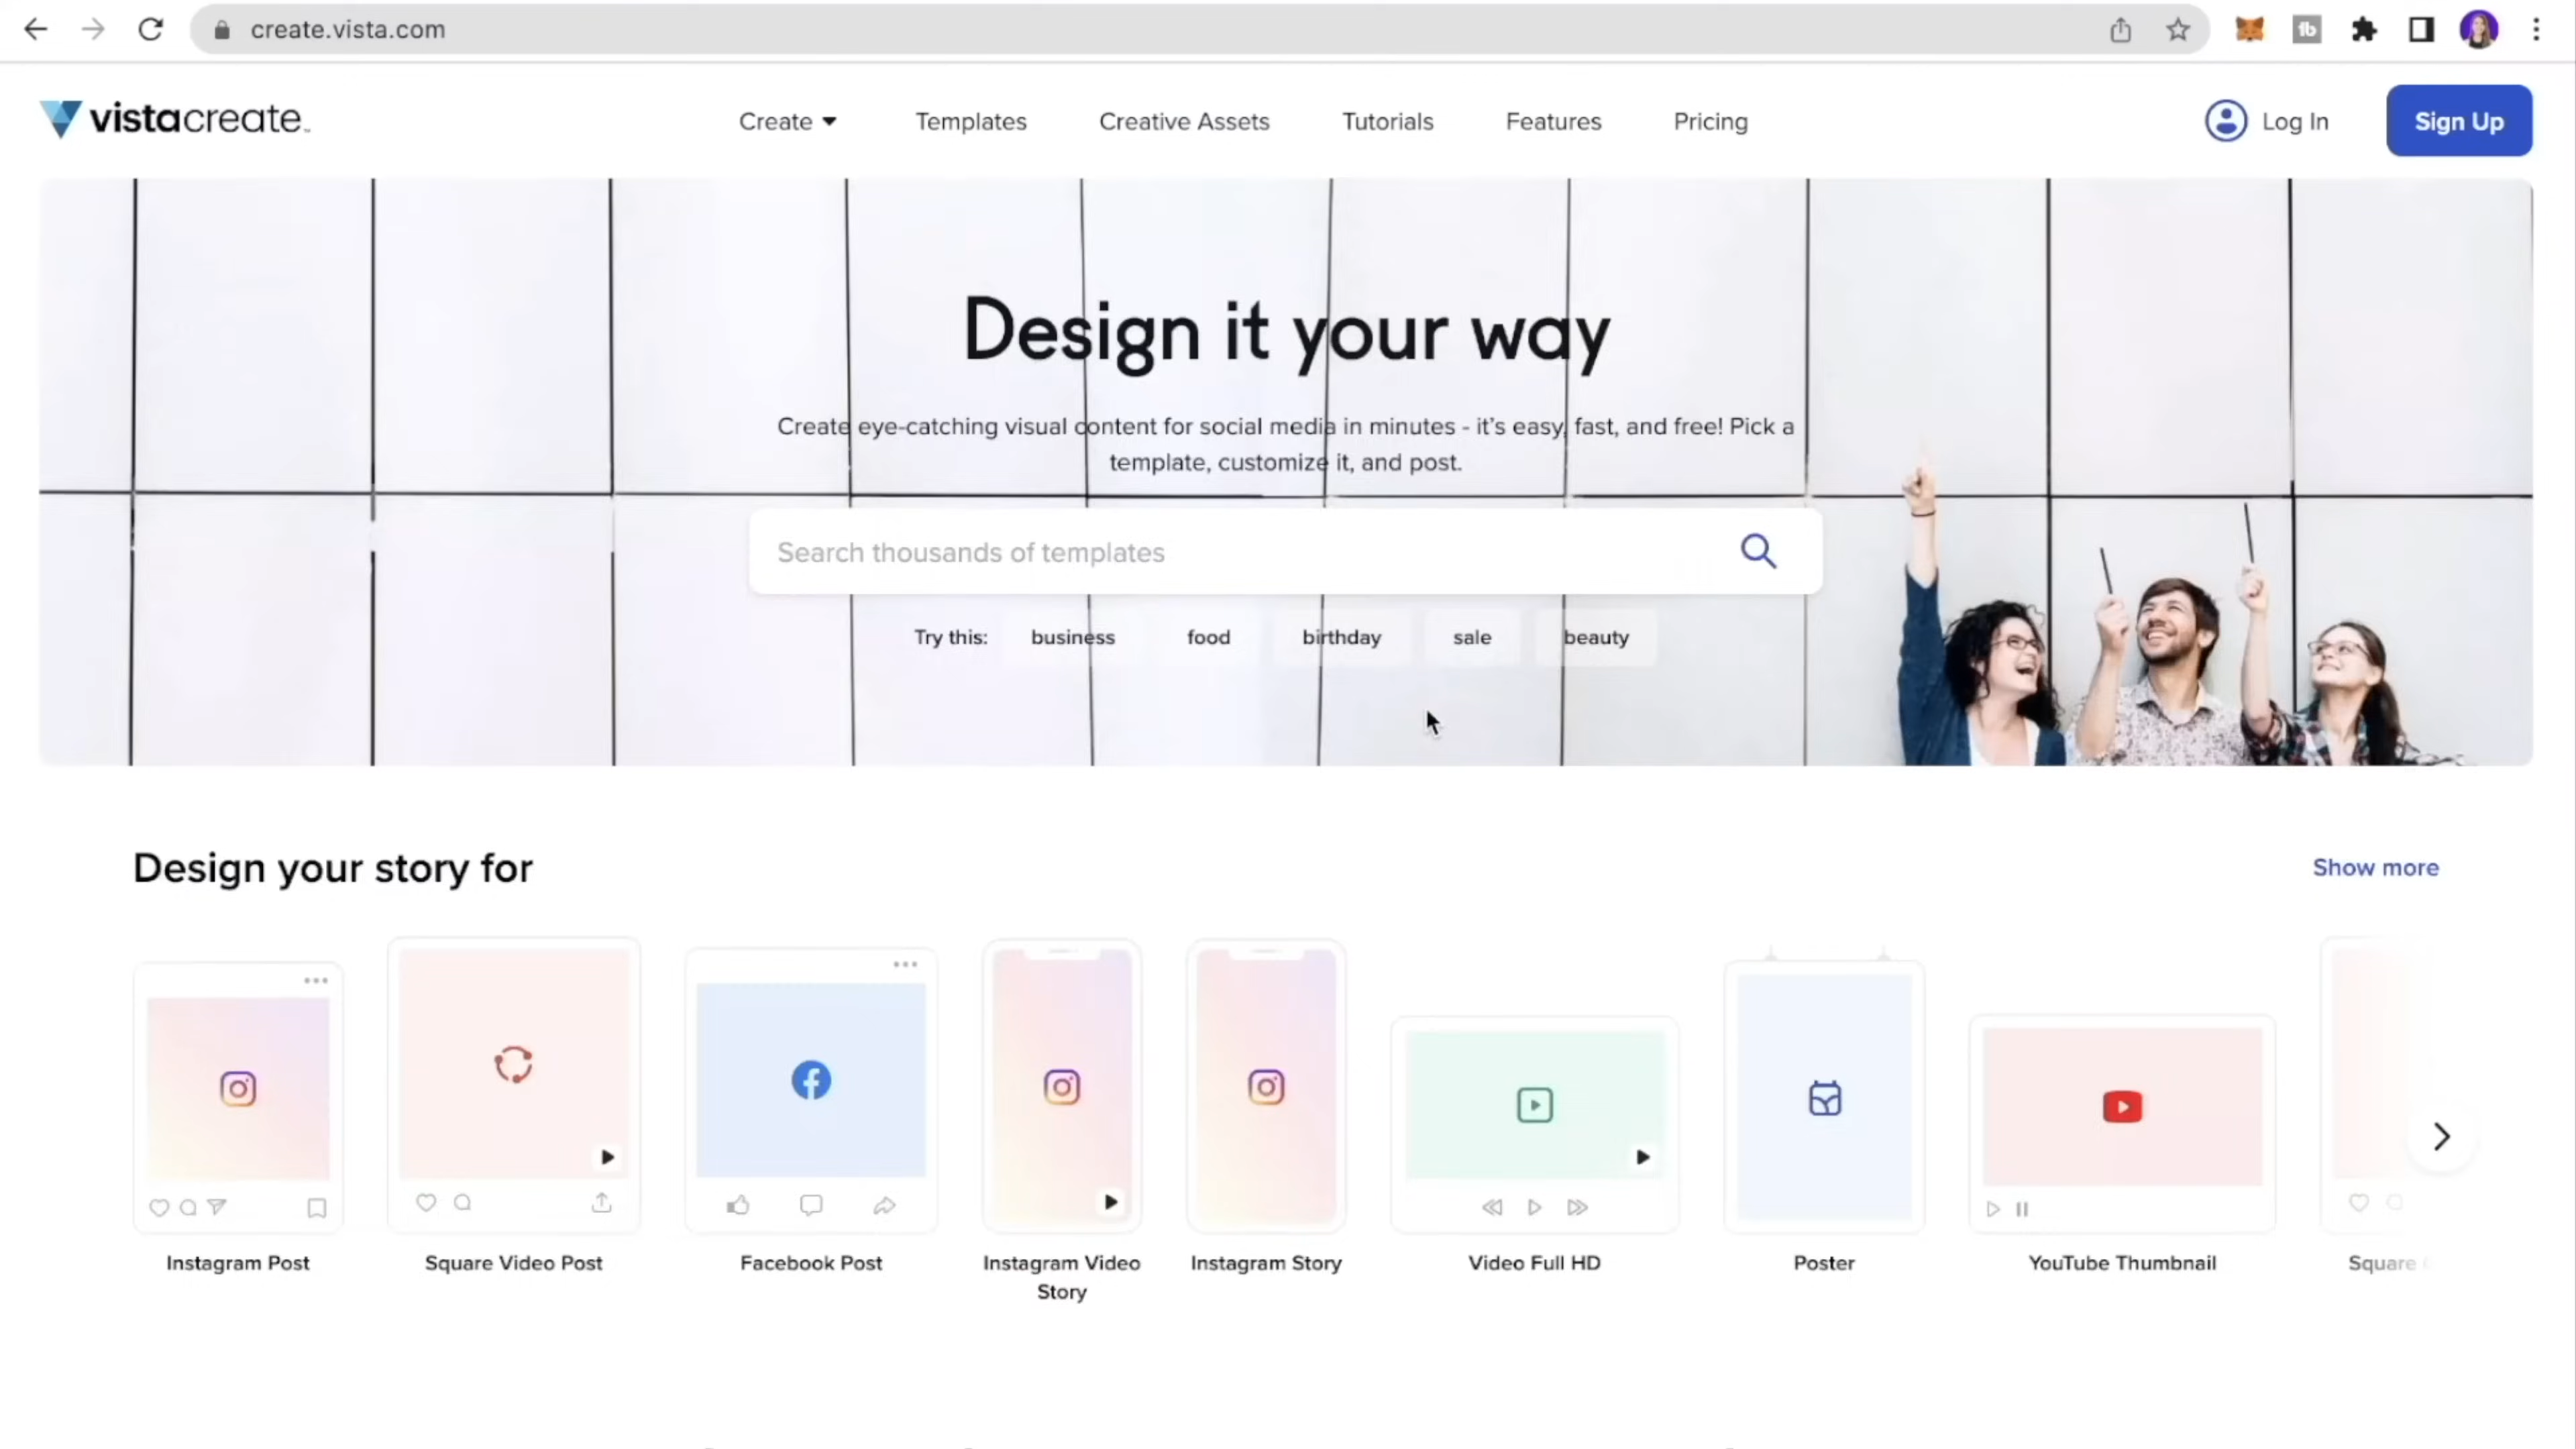 create.vista.com
vistacreate
Create Templates Creative Assets Tutorials Features Pricing Log In Sign Up
Design it your way
Create eye-catching visual content for social media in minutes - it's easy, fast, and free! Pick a
template, customize it, and post.
Search thousands of templates
Try this: business food birthday sale beauty
Design your story for
Show more
Instagram Post
Square Video Post
Facebook Post
Instagram Video
Story
Instagram Story
Video Full HD
Poster
YouTube Thumbnail
Square